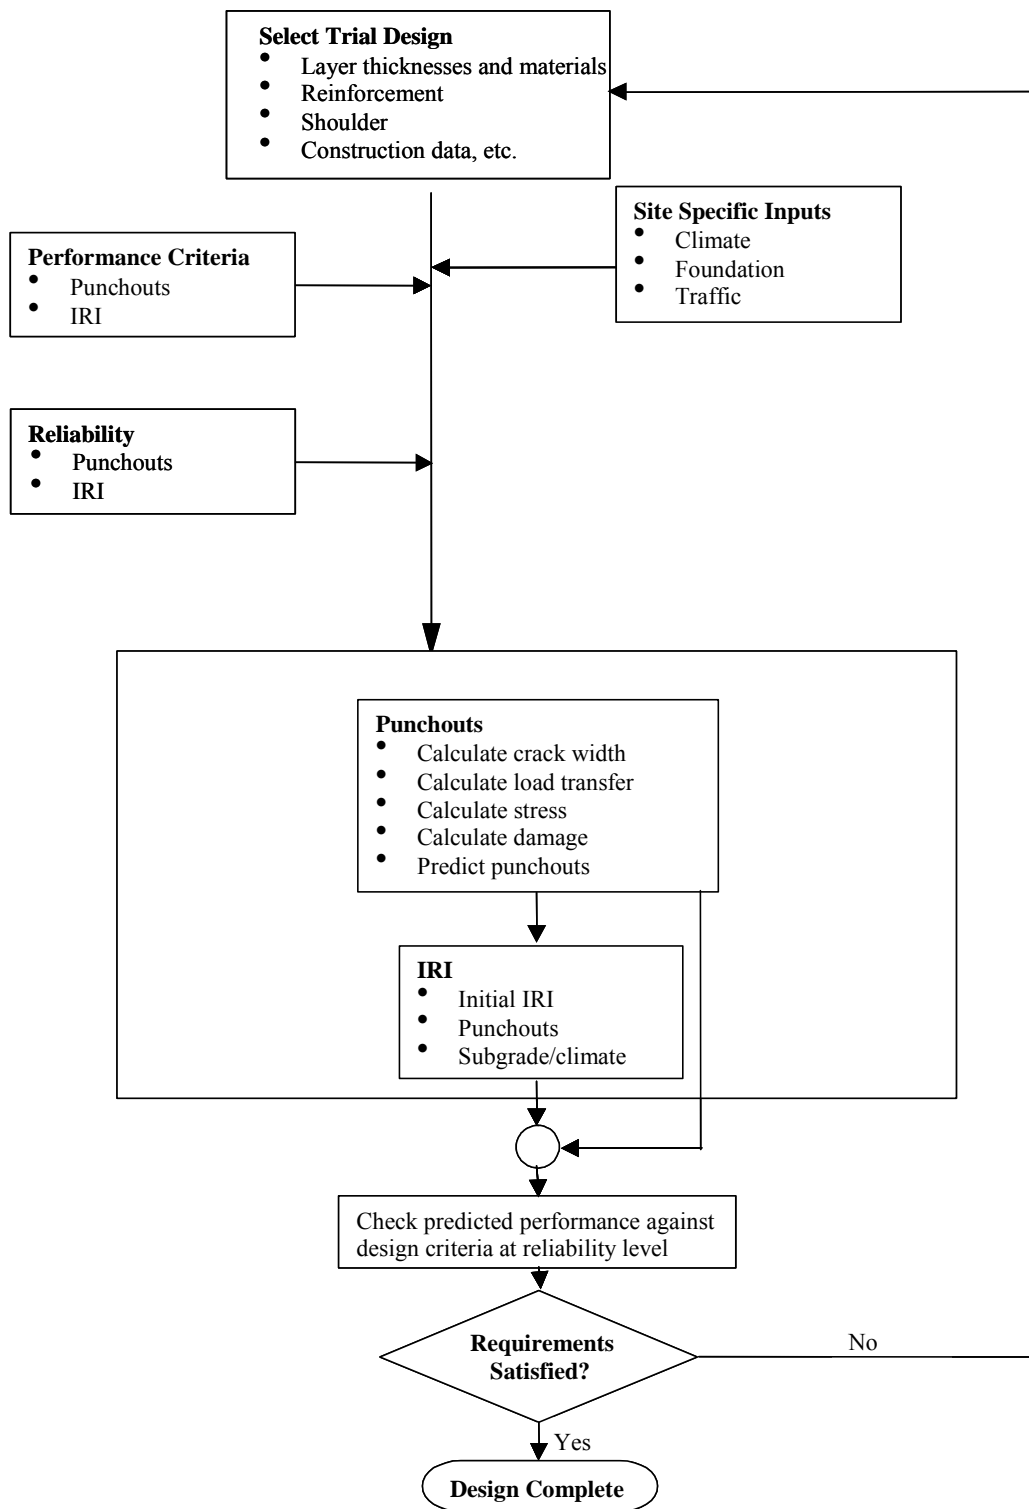 Select Trial Design
• Layer thicknesses and materials
• Reinforcement
• Shoulder
• Construction data, etc.
Site Specific Inputs
• Climate
• Foundation
• Traffic
Performance Criteria
• Punchouts
• IRI
Reliability
• Punchouts
• IRI
Punchouts
• Calculate crack width
• Calculate load transfer
• Calculate stress
• Calculate damage
• Predict punchouts
IRI
• Initial IRI
• Punchouts
• Subgrade/climate
Check predicted performance against
design criteria at reliability level
Requirements
Satisfied?
No
Yes
Design Complete